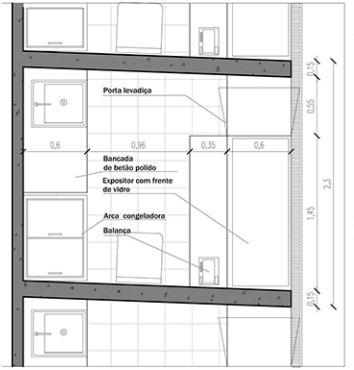 0,15
Porta levadiça
0,55
0,6
0,96
0,35
0,6
Bancada
de betão polido
Expositor com frente
de vidro
2,3
Arca congeladora
1,45
Balança
0,15